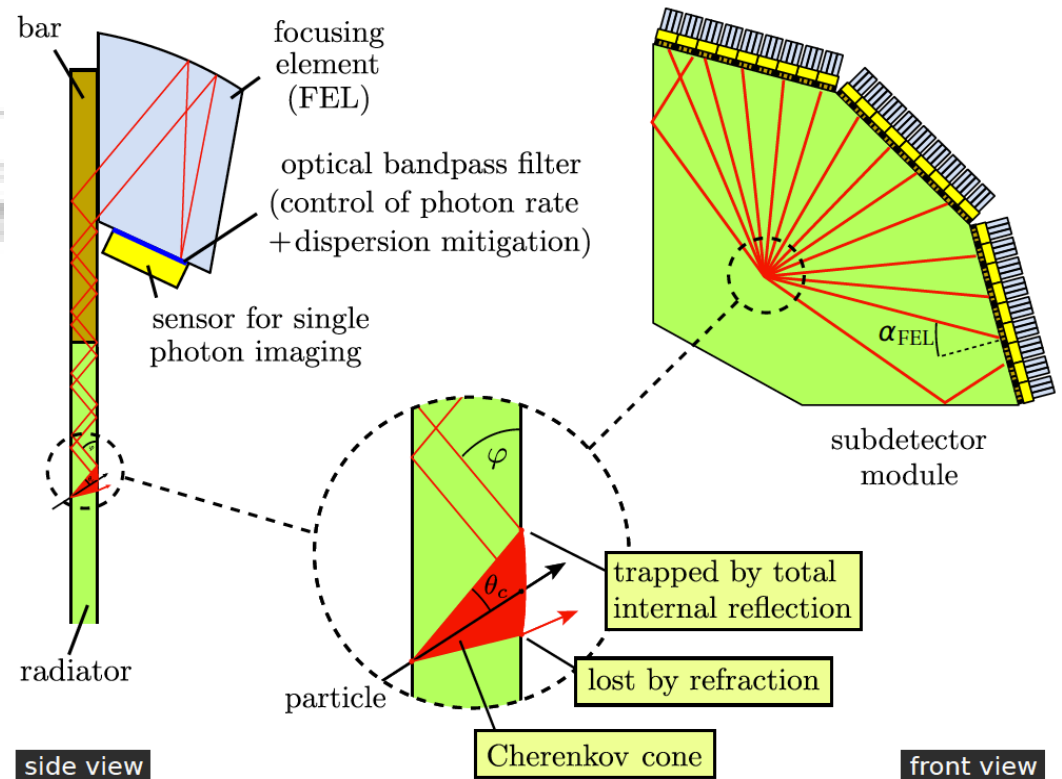 bar
focusing
element
(FEL)
optical bandpass filter
(control of photon rate
+dispersion mitigation)
sensor for single
photon imaging
α_FEL
subdetector
module
φ
θ_c
trapped by total
internal reflection
lost by refraction
radiator
particle
Cherenkov cone
side view
front view